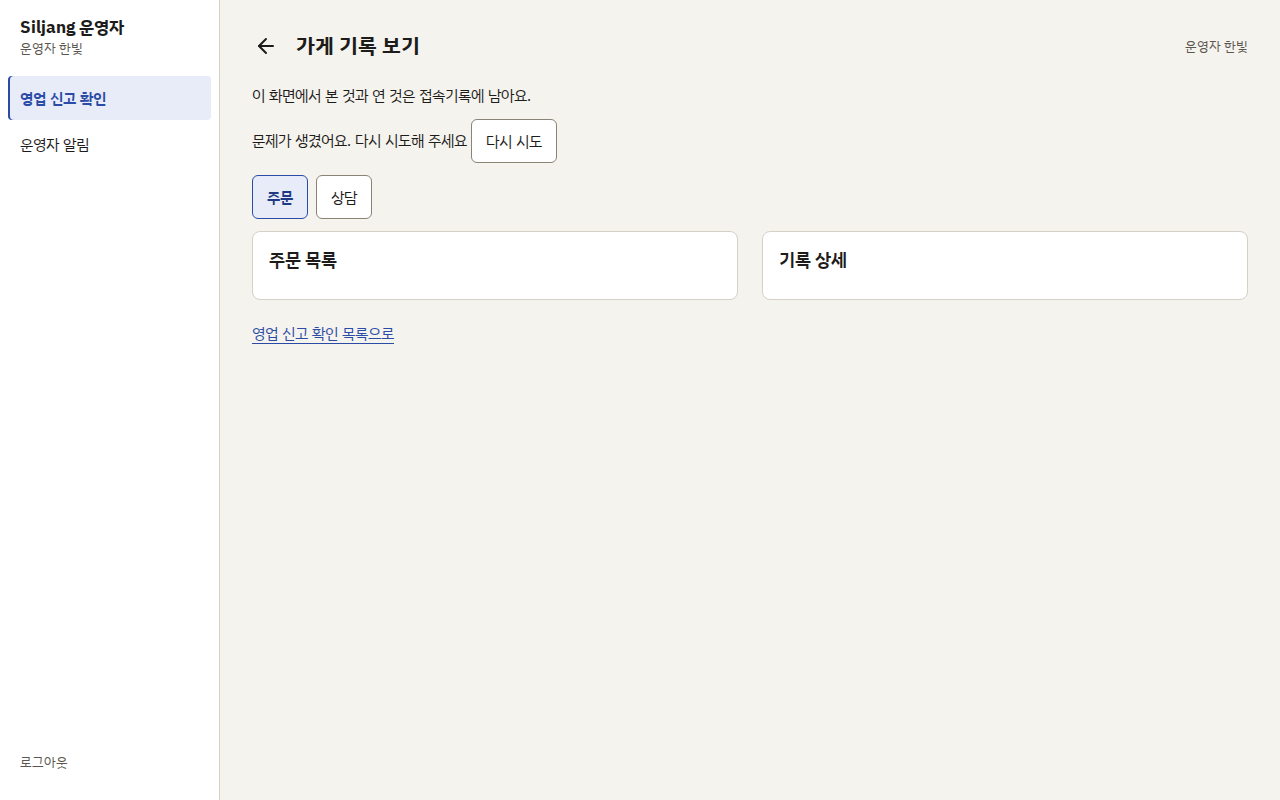 Siljang 운영자
운영자 한빛
영업 신고 확인
운영자 알림
로그아웃
가게 기록 보기
운영자 한빛
이 화면에서 본 것과 연 것은 접속기록에 남아요.
문제가 생겼어요. 다시 시도해 주세요 다시 시도
주문 상담
주문 목록
기록 상세
영업 신고 확인 목록으로